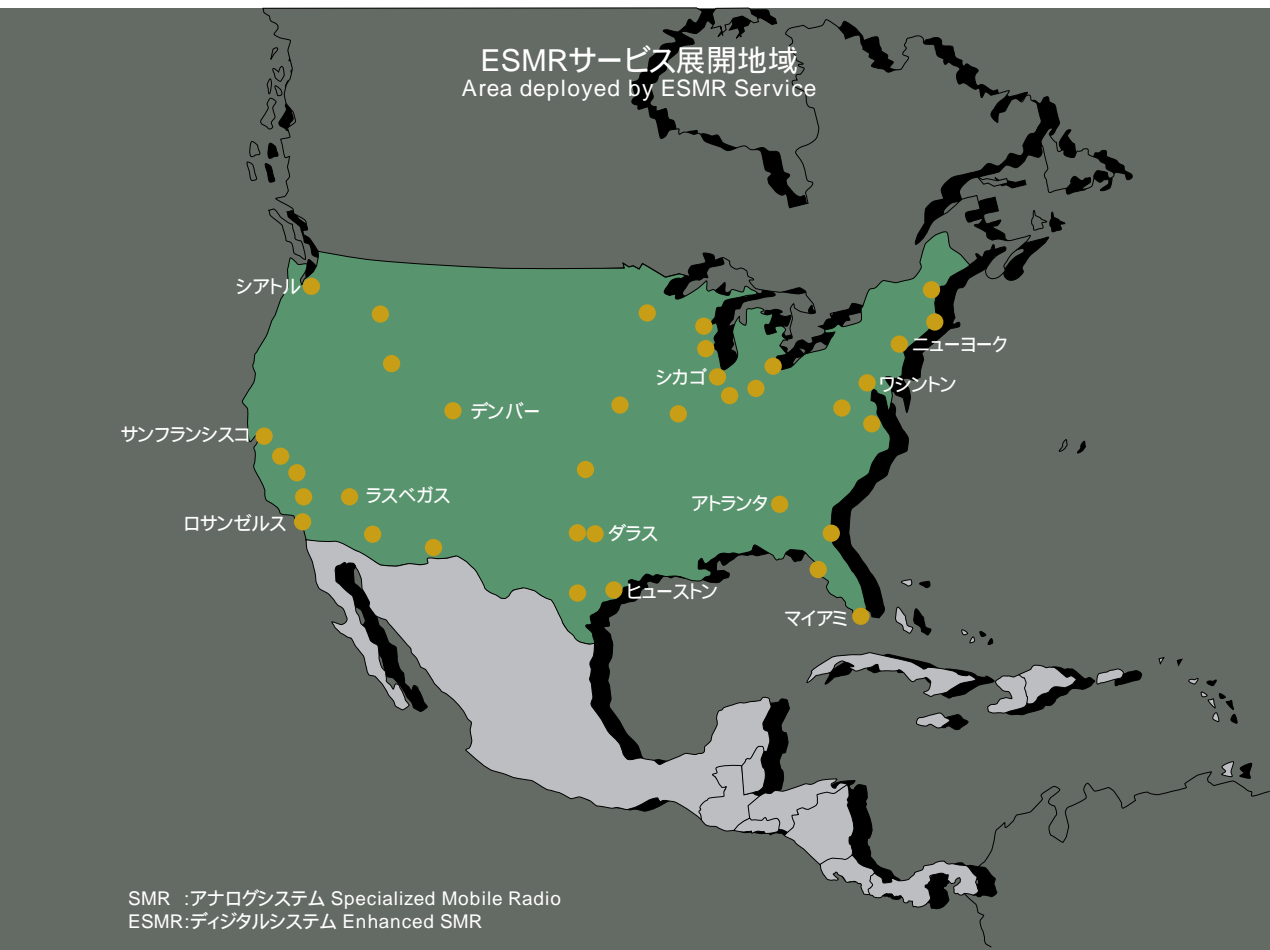 ESMRサービス展開地域
Area deployed by ESMR Service
シアトル
ニューヨーク
シカゴ
ワシントン
デンバー
サンフランシスコ
ラスベガス
アトランタ
ロサンゼルス
ダラス
ヒューストン
マイアミ
SMR :アナログシステム Specialized Mobile Radio
ESMR:ディジタルシステム Enhanced SMR